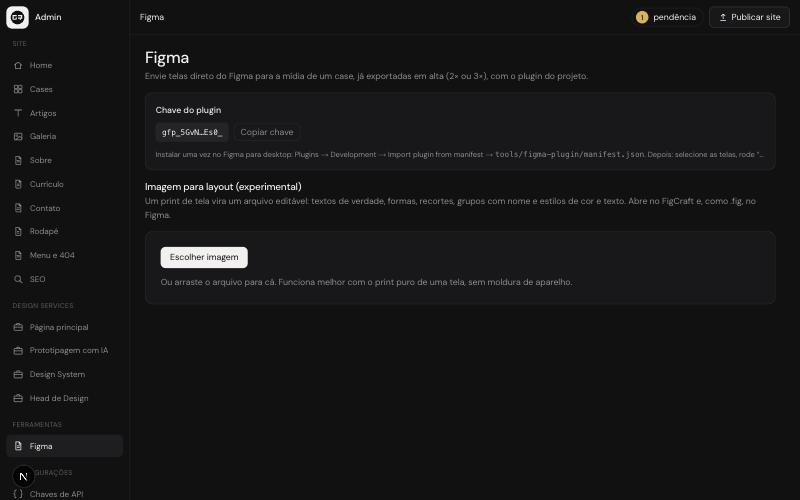 Admin
Figma
1 pendência
Publicar site
SITE
Home
Cases
Artigos
Galeria
Sobre
Currículo
Contato
Rodapé
Menu e 404
SEO
DESIGN SERVICES
Página principal
Prototipagem com IA
Design System
Head de Design
FERRAMENTAS
Figma
N
GURAÇÕES
Chaves de API
Figma
Envie telas direto do Figma para a mídia de um case, já exportadas em alta (2× ou 3×), com o plugin do projeto.
Chave do plugin
gfp_5GvN…Es0_ Copiar chave
Instalar uma vez no Figma para desktop: Plugins → Development → Import plugin from manifest → tools/figma-plugin/manifest.json. Depois: selecione as telas, rode "…
Imagem para layout (experimental)
Um print de tela vira um arquivo editável: textos de verdade, formas, recortes, grupos com nome e estilos de cor e texto. Abre no FigCraft e, como .fig, no
Figma.
Escolher imagem
Ou arraste o arquivo para cá. Funciona melhor com o print puro de uma tela, sem moldura de aparelho.